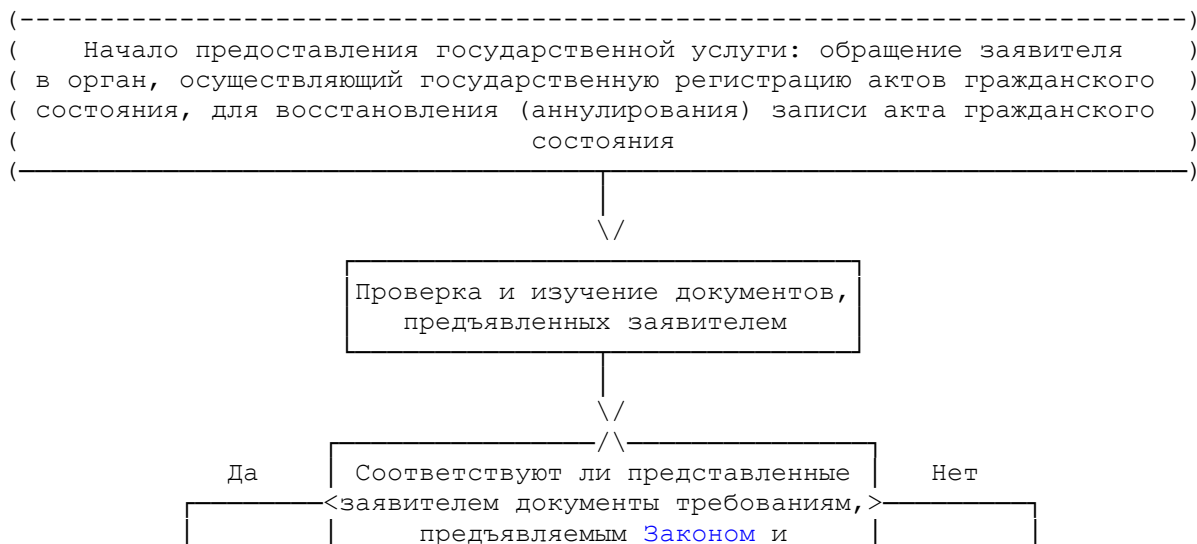 Начало предоставления государственной услуги: обращение заявителя
в орган, осуществляющий государственную регистрацию актов гражданского
состояния, для восстановления (аннулирования) записи акта гражданского
состояния
Проверка и изучение документов,
предъявленных заявителем
Да
Соответствуют ли представленные
Нет
заявителем документы требованиям,
предъявляемым Законом и